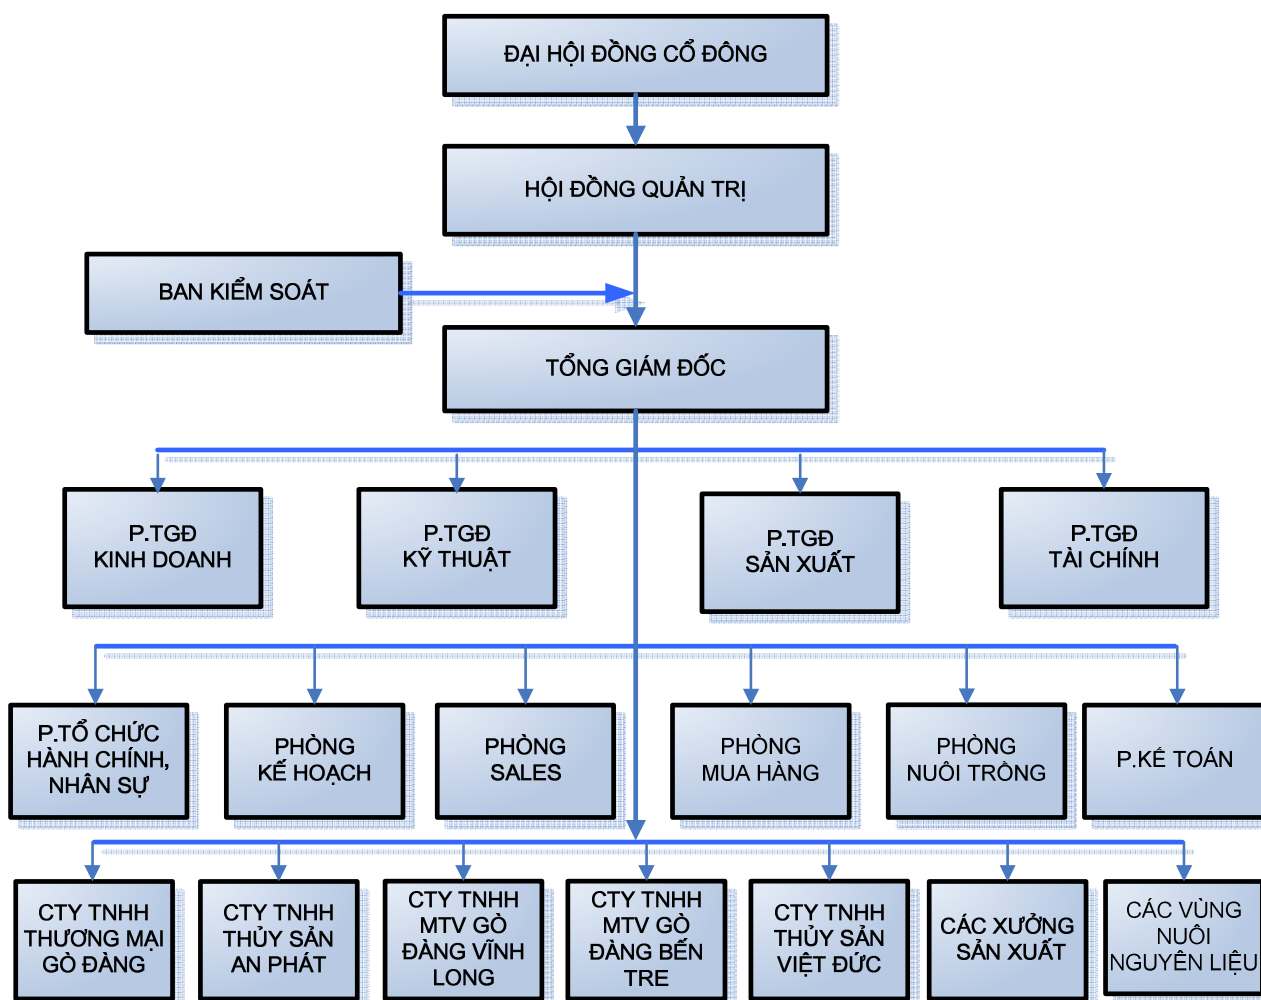 ĐẠI HỘI ĐỒNG CỔ ĐÔNG
HỘI ĐỒNG QUẢN TRỊ
BAN KIỂM SOÁT
TỔNG GIÁM ĐỐC
P.TGĐ
KINH DOANH
P.TGĐ
KỸ THUẬT
P.TGĐ
SẢN XUẤT
P.TGĐ
TÀI CHÍNH
P.TỔ CHỨC
HÀNH CHÍNH,
NHÂN SỰ
PHÒNG
KẾ HOẠCH
PHÒNG
SALES
PHÒNG
MUA HÀNG
PHÒNG
NUÔI TRỒNG
P.KẾ TOÁN
CTY TNHH
THƯƠNG MẠI
GÒ ĐÀNG
CTY TNHH
THỦY SẢN
AN PHÁT
CTY TNHH
MTV GÒ
ĐÀNG VĨNH
LONG
CTY TNHH
MTV GÒ
ĐÀNG BẾN
TRE
CTY TNHH
THỦY SẢN
VIỆT ĐỨC
CÁC XƯỞNG
SẢN XUẤT
CÁC VÙNG
NUÔI
NGUYÊN LIỆU